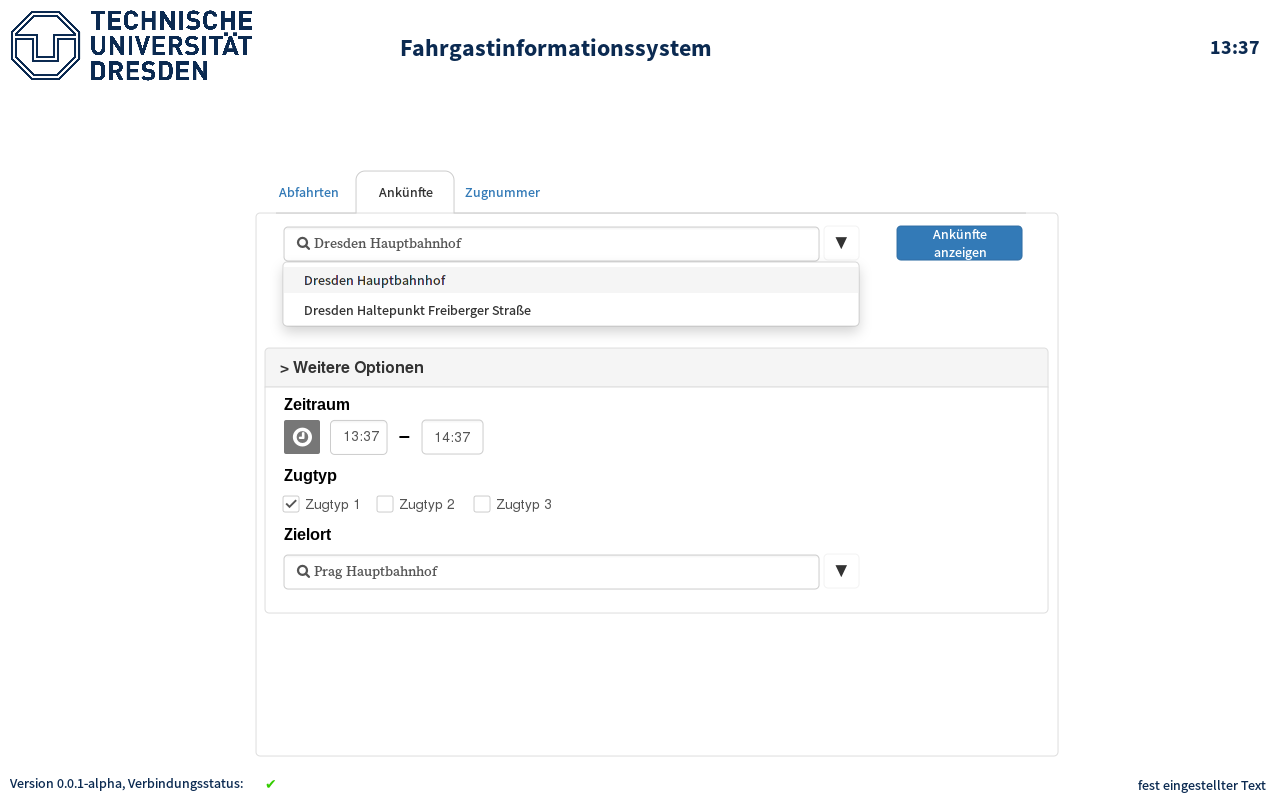 TECHNISCHE
UNIVERSITÄT
DRESDEN
Fahrgastinformationssystem
13:37
Abfahrten
Ankünfte
Zugnummer
Dresden Hauptbahnhof
▼
Ankünfte
anzeigen
Dresden Hauptbahnhof
Dresden Haltepunkt Freiberger Straße
> Weitere Optionen
Zeitraum
13:37 – 14:37
Zugtyp
Zugtyp 1
Zugtyp 2
Zugtyp 3
Zielort
Prag Hauptbahnhof
▼
Version 0.0.1-alpha, Verbindungsstatus: ✔
fest eingestellter Text